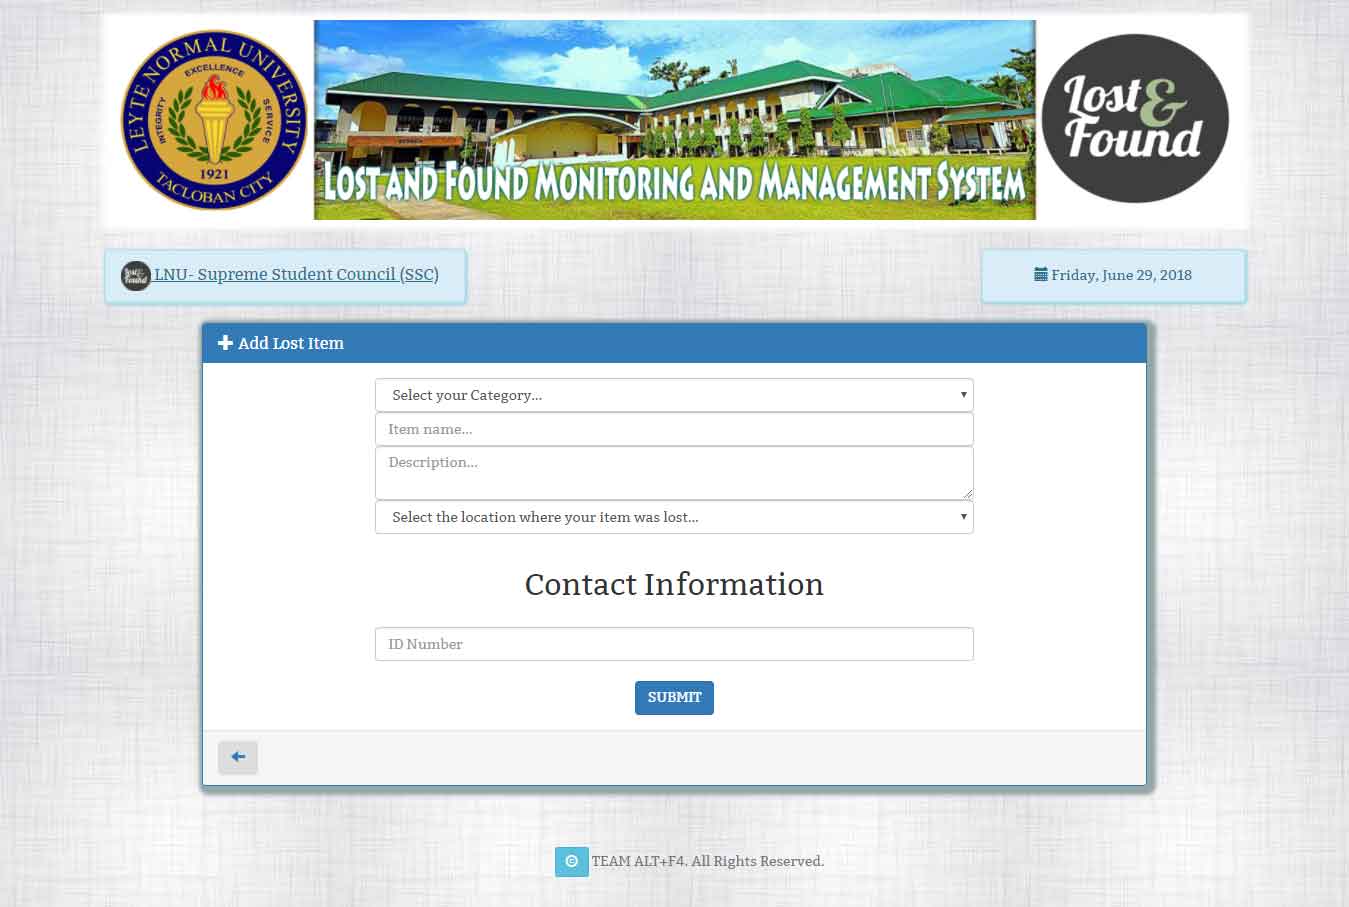 LEYTE NORMAL UNIVERSITY
EXCELLENCE
INTEGRITY
SERVICE
1921
TACLOBAN CITY
LOST AND FOUND MONITORING AND MANAGEMENT SYSTEM
Lost &
Found
Lost &
Found
LNU- Supreme Student Council (SSC)
Friday, June 29, 2018
Add Lost Item
Select your Category...
Item name...
Description...
Select the location where your item was lost...
Contact Information
ID Number
SUBMIT
© TEAM ALT+F4. All Rights Reserved.